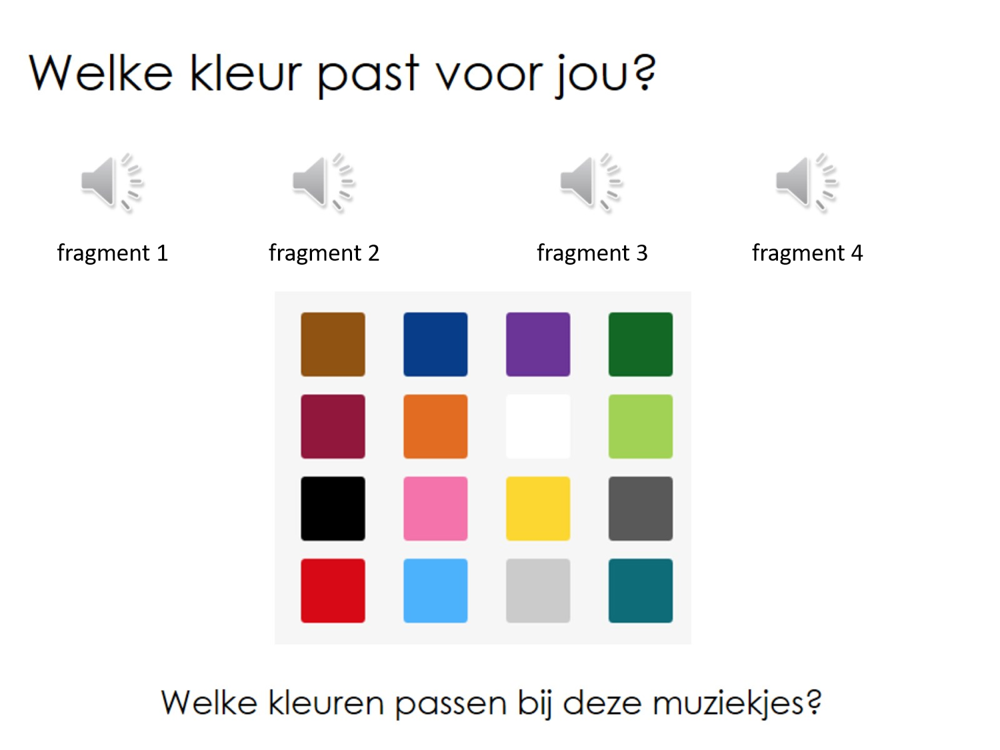 Welke kleur past voor jou?
fragment 1
fragment 2
fragment 3
fragment 4
Welke kleuren passen bij deze muziekjes?